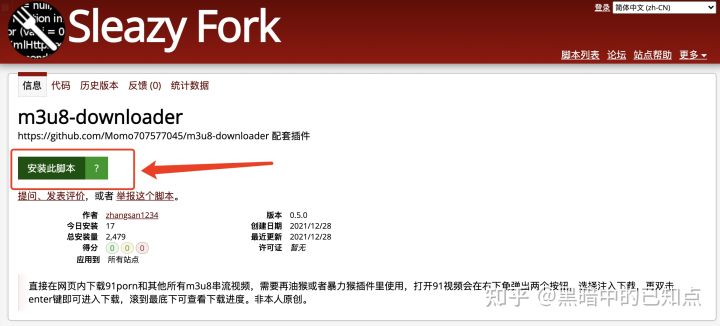 = null,
ction in
or (va i = 0
mlHttp
Sleazy Fork
登录 简体中文 (zh-CN)
脚本列表 论坛 站点帮助 更多
信息 代码 历史版本 反馈 (0) 统计数据
m3u8-downloader
https://github.com/Momo707577045/m3u8-downloader 配套插件
安装此脚本 ?
提问、发表评价，或者 举报这个脚本。
作者 zhangsan1234 版本 0.5.0
今日安装 17 创建日期 2021/12/28
总安装量 2,479 最近更新 2021/12/28
得分 0 0 0 许可证 暂无
应用到 所有站点
直接在网页内下载91porn和其他所有m3u8串流视频，需要再油猴或者暴力猴插件里使用，打开91视频会在右下角弹出两个按钮，选择注入下载，再双击
enter键即可进入下载，滚到最底下可查看下载进度。非本人原创。
知乎 @黑暗中的已知点